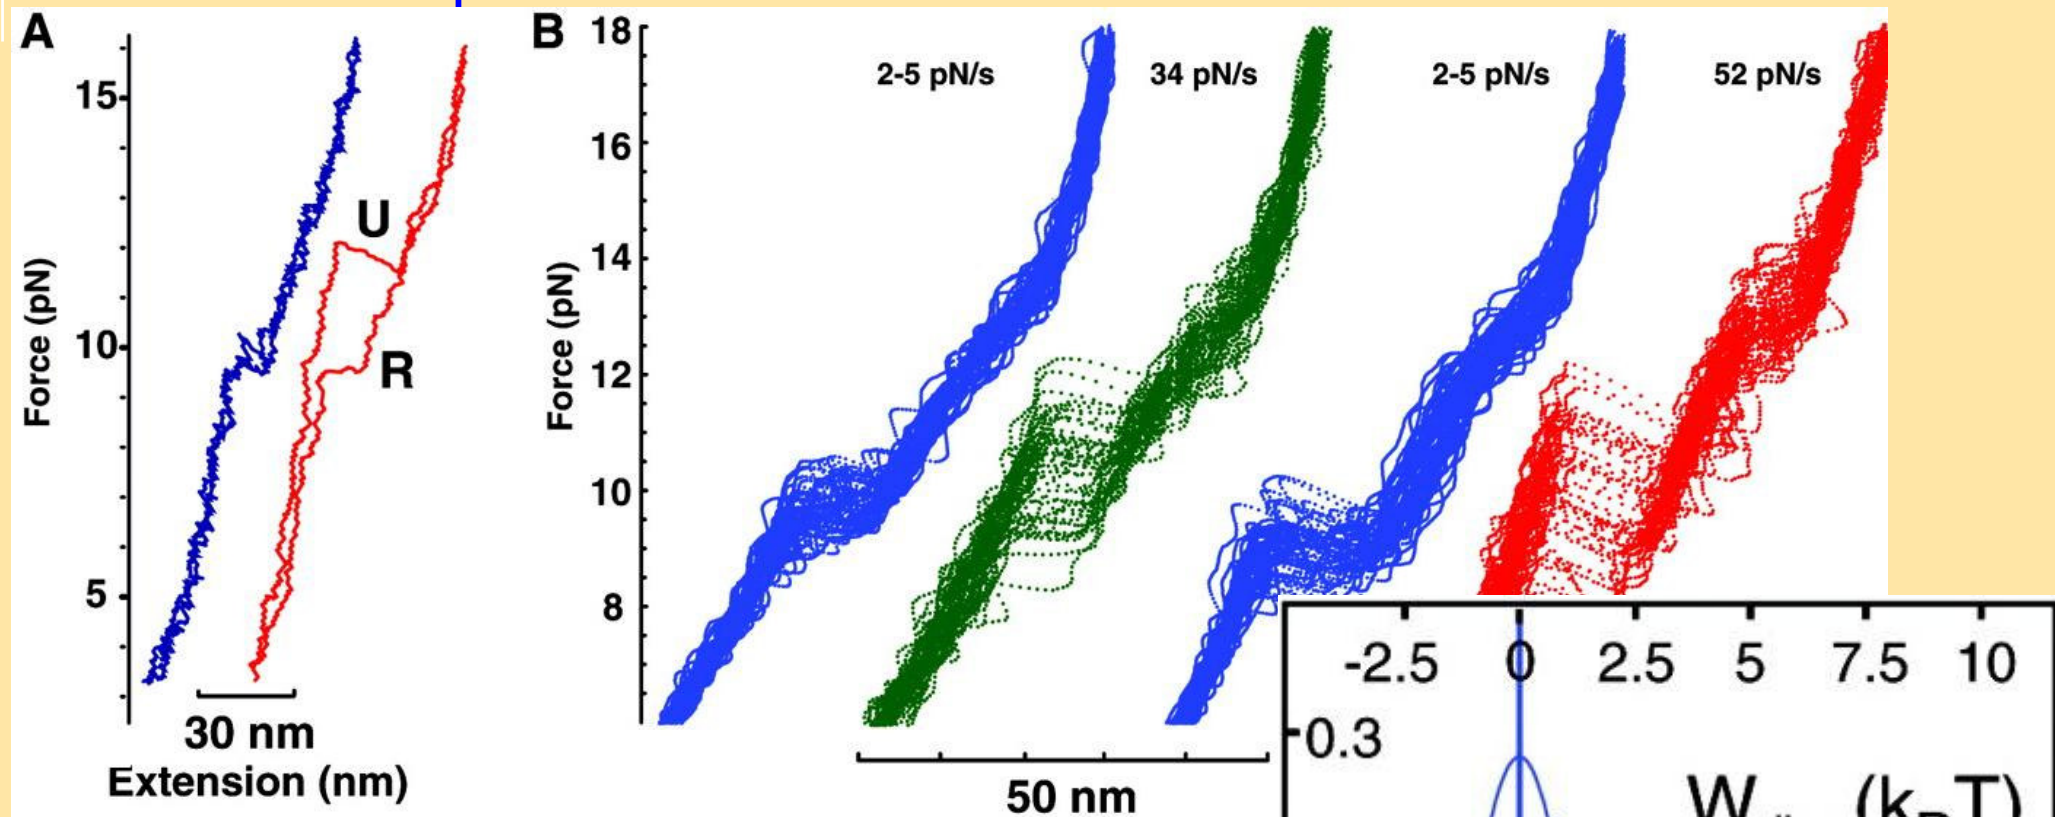 A
15
10
5
Force (pN)
U
R
30 nm
Extension (nm)
B
18
16
14
12
10
8
Force (pN)
2-5 pN/s
34 pN/s
2-5 pN/s
52 pN/s
50 nm
-2.5 0 2.5 5 7.5 10
0.3